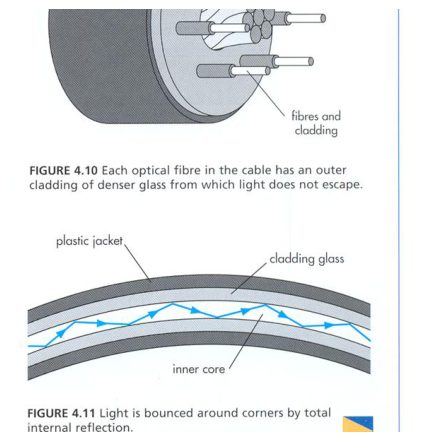 fibres and
cladding
FIGURE 4.10 Each optical fibre in the cable has an outer
cladding of denser glass from which light does not escape.
plastic jacket
cladding glass
inner core
FIGURE 4.11 Light is bounced around corners by total
internal reflection.